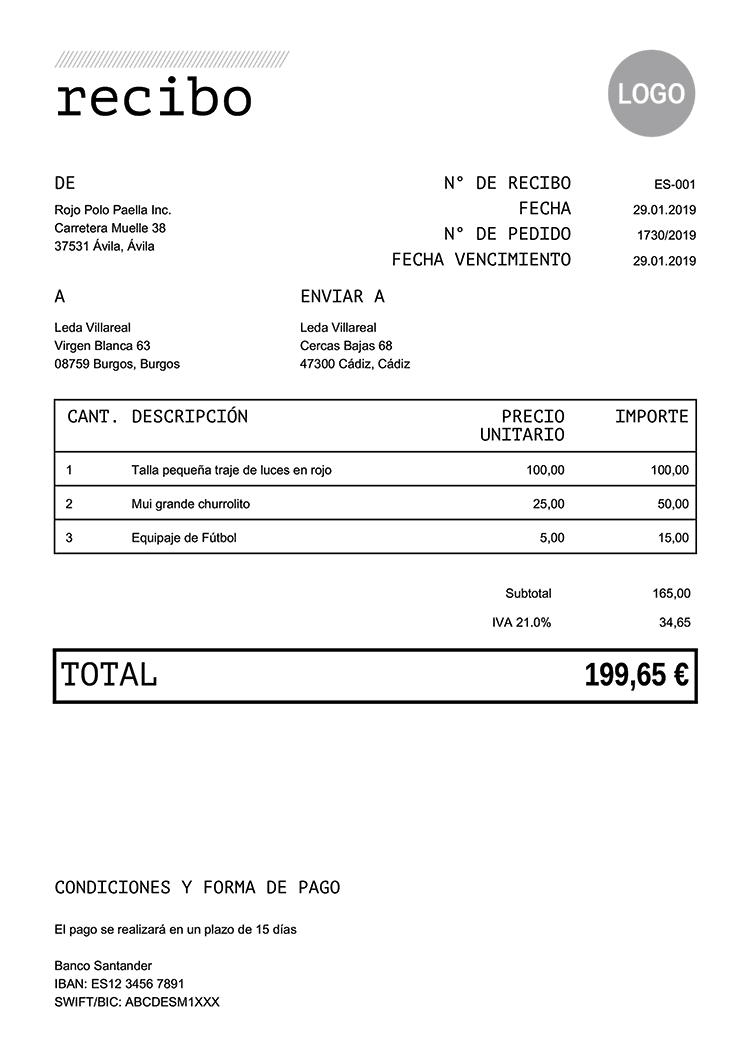 recibo
LOGO
DE
Rojo Polo Paella Inc.
Carretera Muelle 38
37531 Ávila, Ávila
N° DE RECIBO ES-001
FECHA 29.01.2019
N° DE PEDIDO 1730/2019
FECHA VENCIMIENTO 29.01.2019
A
Leda Villareal
Virgen Blanca 63
08759 Burgos, Burgos
ENVIAR A
Leda Villareal
Cercas Bajas 68
47300 Cádiz, Cádiz
CANT. DESCRIPCIÓN PRECIO UNITARIO IMPORTE
1 Talla pequeña traje de luces en rojo 100,00 100,00
2 Mui grande churrolito 25,00 50,00
3 Equipaje de Fútbol 5,00 15,00
Subtotal 165,00
IVA 21.0% 34,65
TOTAL 199,65 €
CONDICIONES Y FORMA DE PAGO
El pago se realizará en un plazo de 15 días
Banco Santander
IBAN: ES12 3456 7891
SWIFT/BIC: ABCDESM1XXX